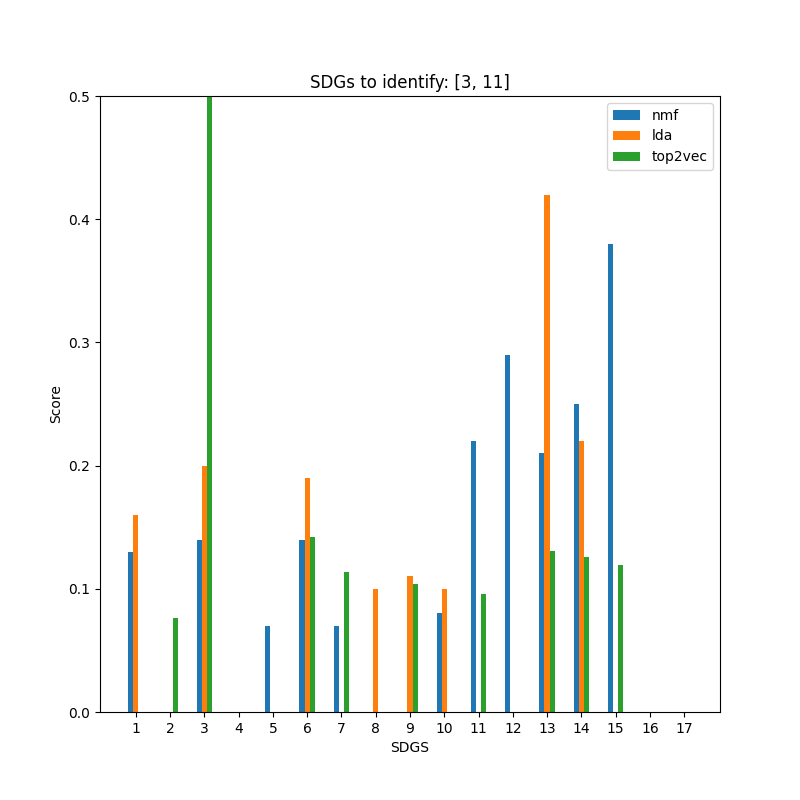 SDGs to identify: [3, 11]
nmf
lda
top2vec
Score
0.5
0.4
0.3
0.2
0.1
0.0
1 2 3 4 5 6 7 8 9 10 11 12 13 14 15 16 17
SDGS